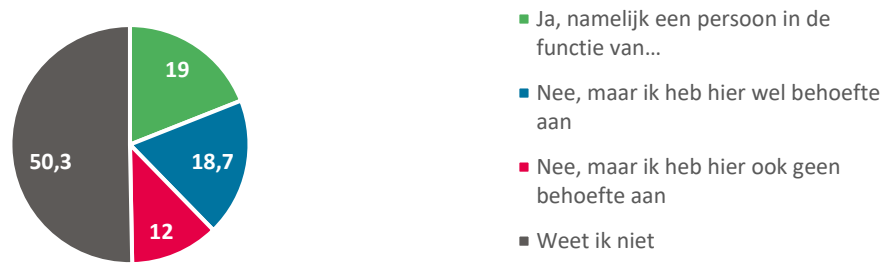 19
18,7
12
50,3
Ja, namelijk een persoon in de
functie van…
Nee, maar ik heb hier wel behoefte
aan
Nee, maar ik heb hier ook geen
behoefte aan
Weet ik niet